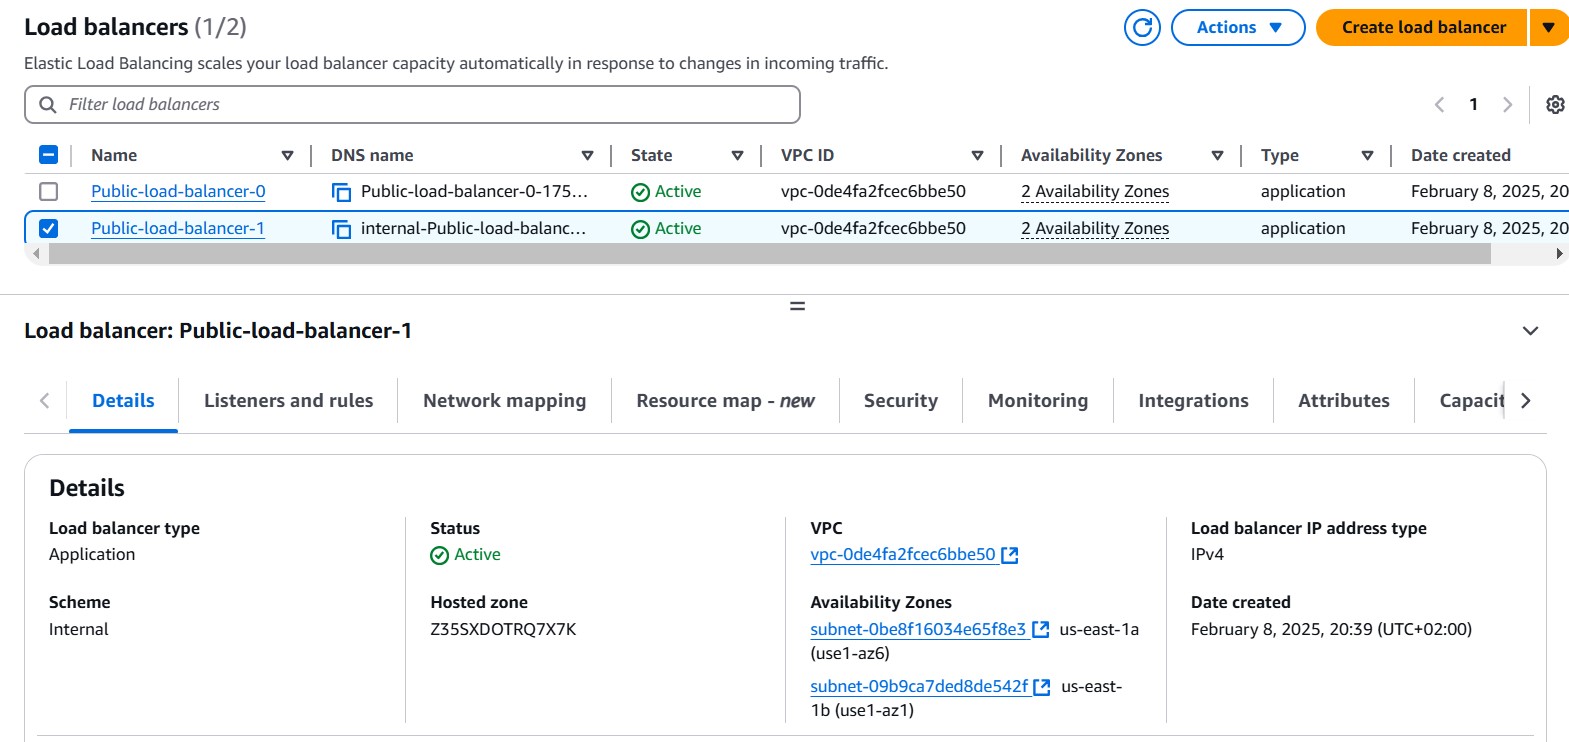 Load balancers (1/2)
Actions
Create load balancer
Elastic Load Balancing scales your load balancer capacity automatically in response to changes in incoming traffic.
Filter load balancers
1
Name DNS name State VPC ID Availability Zones Type Date created
Public-load-balancer-0 Public-load-balancer-0-175... Active vpc-0de4fa2fcec6bbe50 2 Availability Zones application February 8, 2025, 20
Public-load-balancer-1 internal-Public-load-balanc... Active vpc-0de4fa2fcec6bbe50 2 Availability Zones application February 8, 2025, 20
Load balancer: Public-load-balancer-1
Details Listeners and rules Network mapping Resource map - new Security Monitoring Integrations Attributes Capacit
Details
Load balancer type
Application
Scheme
Internal
Status
Active
Hosted zone
Z35SXDOTRQ7X7K
VPC
vpc-0de4fa2fcec6bbe50
Availability Zones
subnet-0be8f16034e65f8e3 us-east-1a
(use1-az6)
subnet-09b9ca7ded8de542f us-east-
1b (use1-az1)
Load balancer IP address type
IPv4
Date created
February 8, 2025, 20:39 (UTC+02:00)